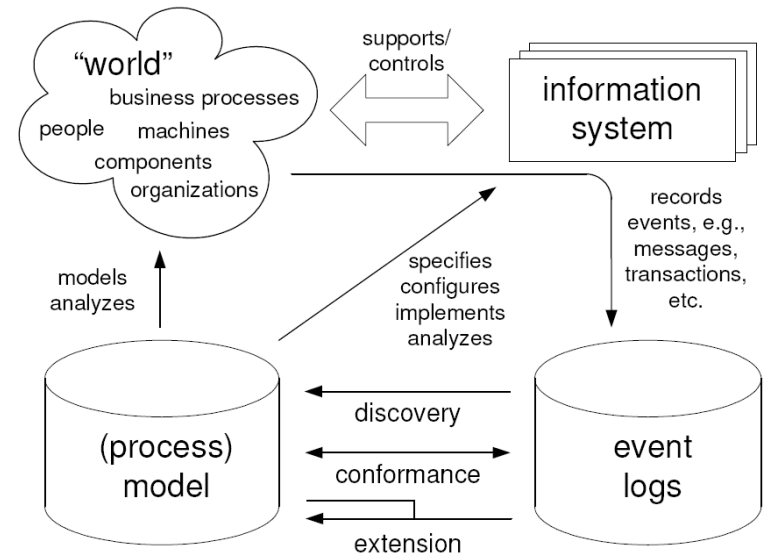 "world"
business processes
people
machines
components
organizations
supports/
controls
information
system
records
events, e.g.,
messages,
transactions,
etc.
models
analyzes
specifies
configures
implements
analyzes
(process)
model
discovery
conformance
extension
event
logs